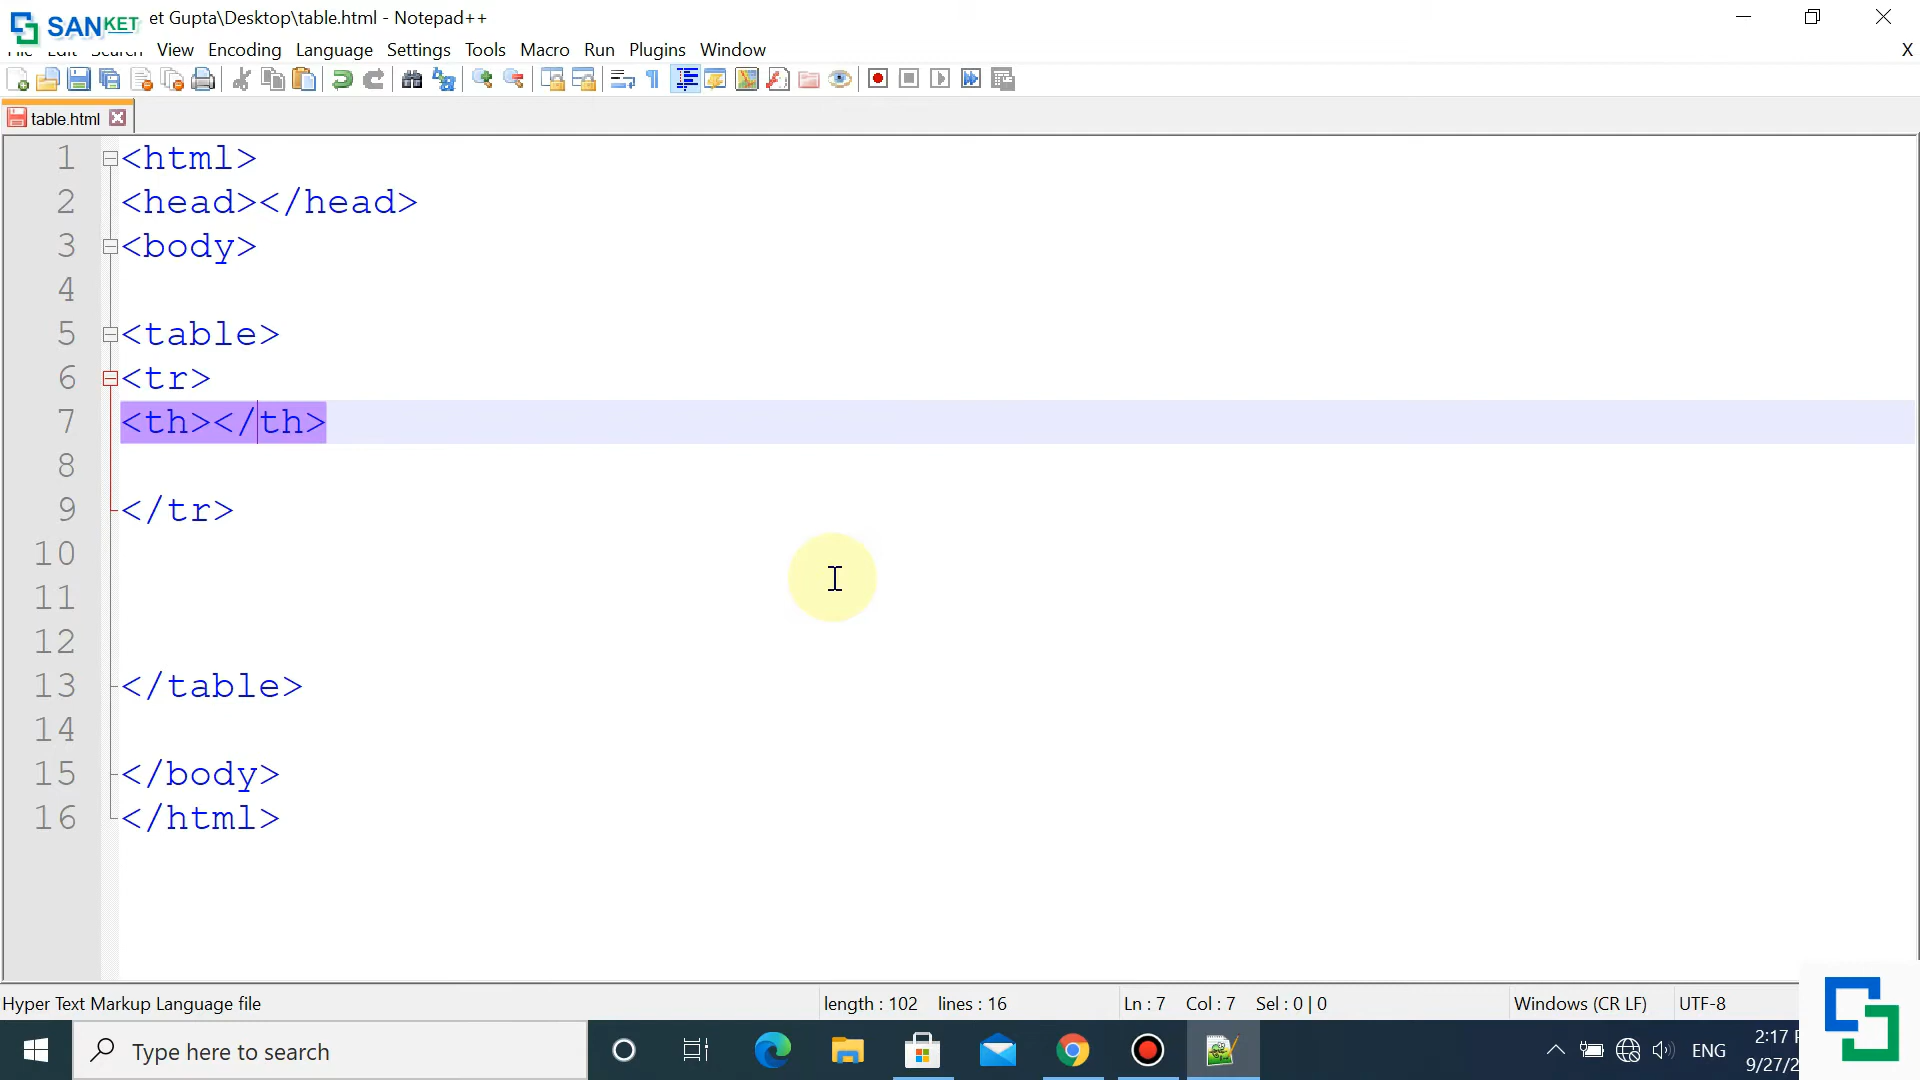 SANKET et Gupta\Desktop\table.html - Notepad++
View Encoding Language Settings Tools Macro Run Plugins Window X
table.html
1 <html>
2 <head></head>
3 <body>
4
5 <table>
6 <tr>
7 <th></th>
8
9 </tr>
10
11
12
13 </table>
14
15 </body>
16 </html>
Hyper Text Markup Language file length : 102 lines : 16 Ln : 7 Col : 7 Sel : 0 | 0 Windows (CR LF) UTF-8
Type here to search ENG 2:17
9/27/2